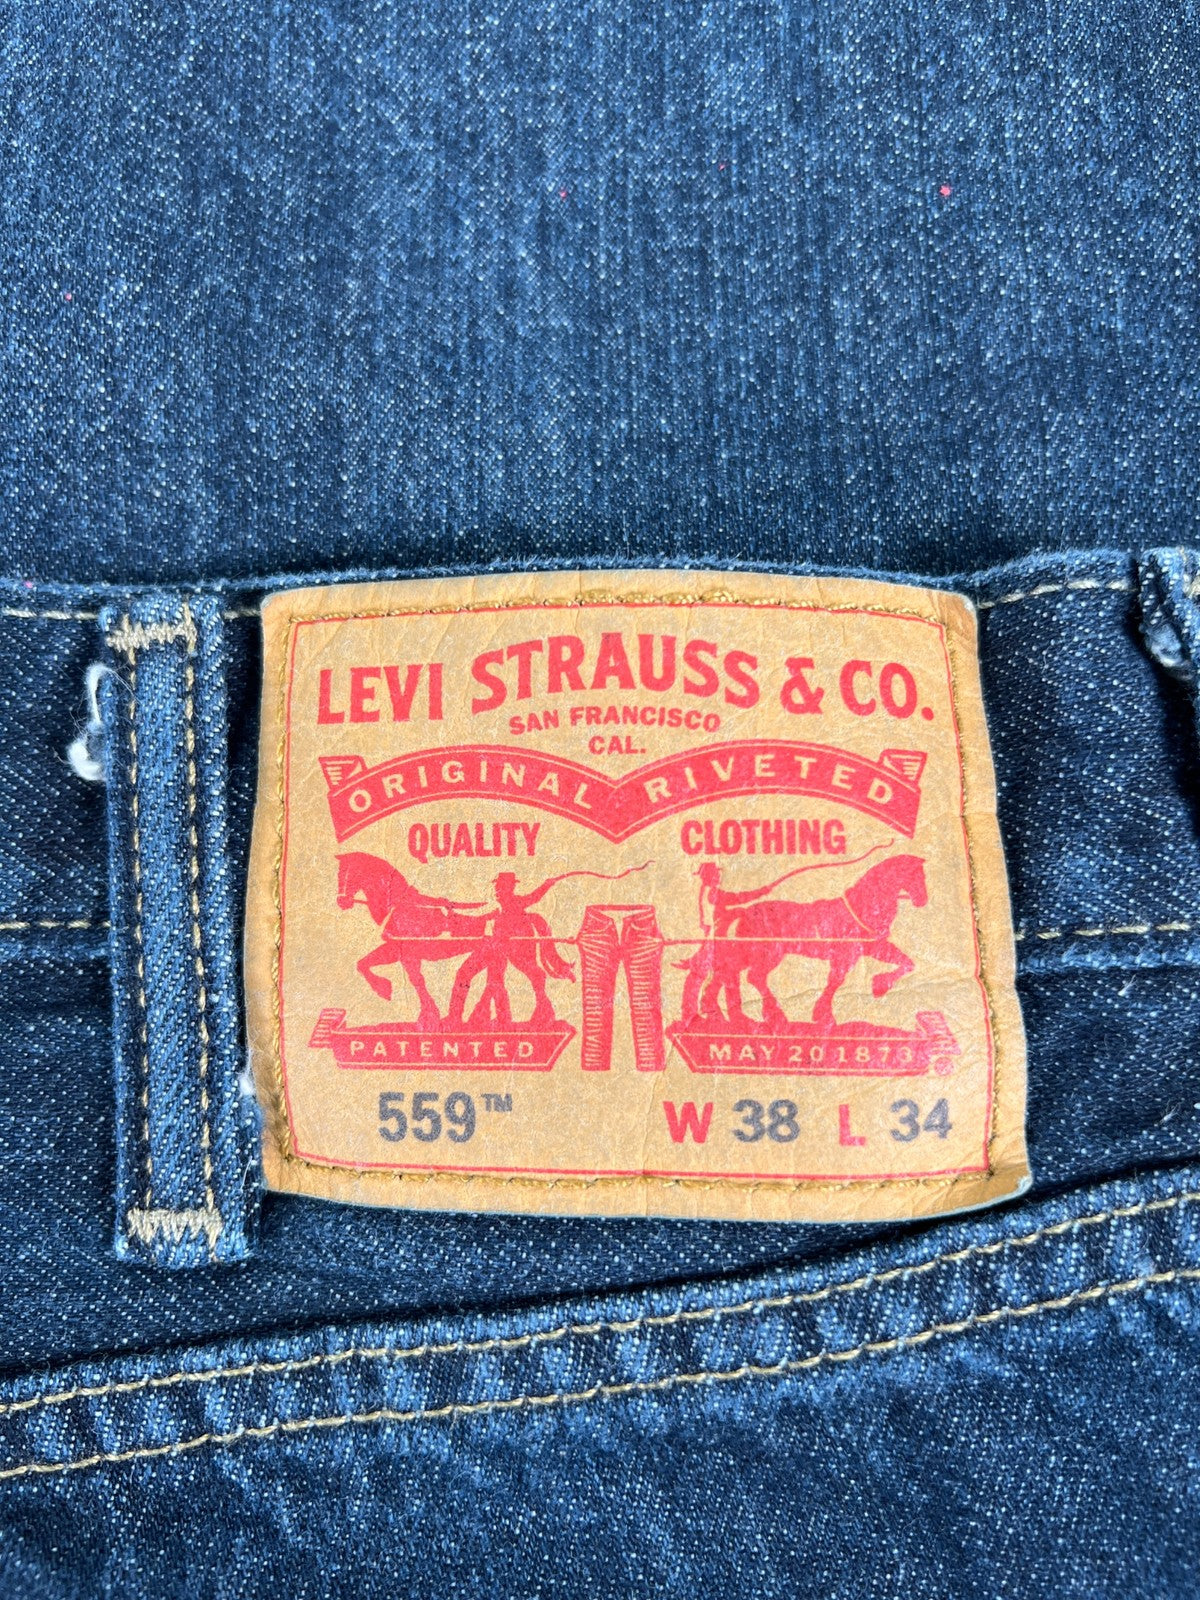 LEVI STRAUSS & CO.
SAN FRANCISCO
CAL.
ORIGINAL RIVETED
QUALITY CLOTHING
PATENTED MAY 20 1873
559™ W 38 L 34